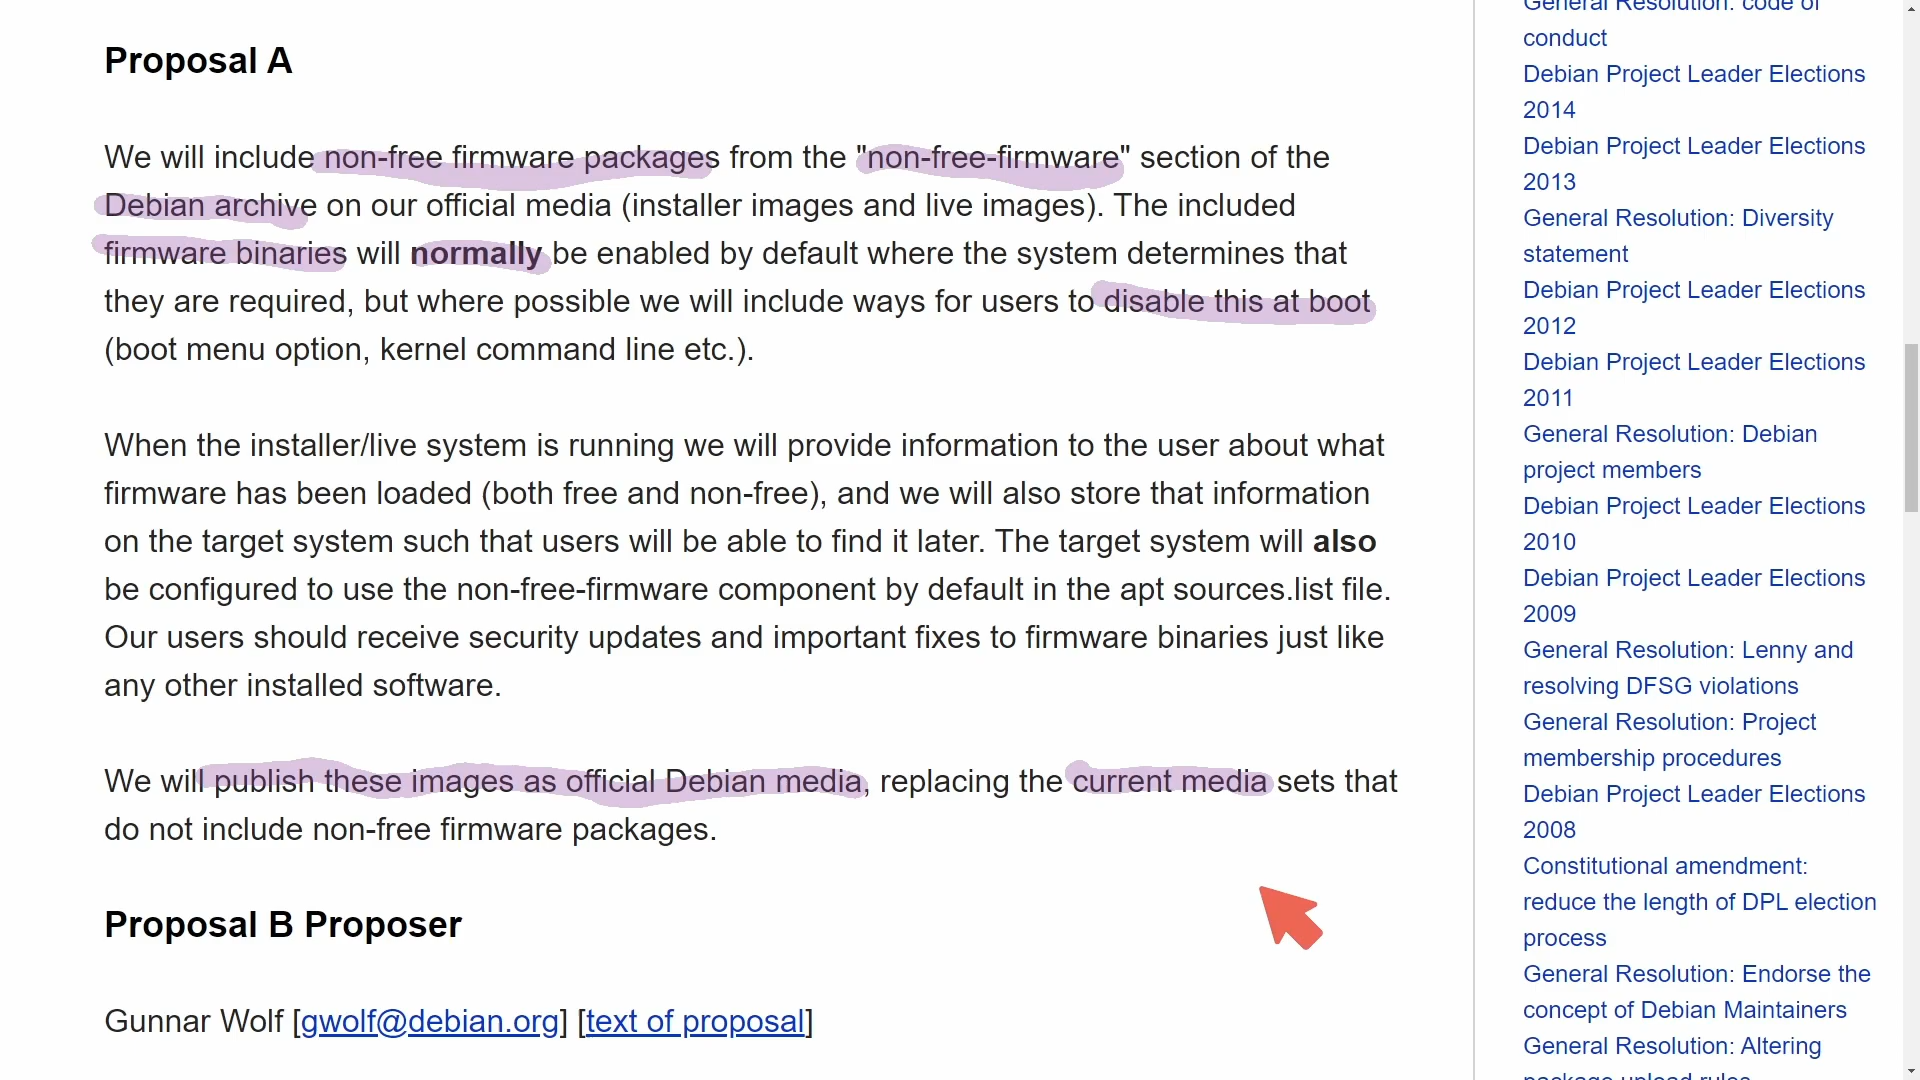 Proposal A
We will include non-free firmware packages from the "non-free-firmware" section of the
Debian archive on our official media (installer images and live images). The included
firmware binaries will normally be enabled by default where the system determines that
they are required, but where possible we will include ways for users to disable this at boot
(boot menu option, kernel command line etc.).
When the installer/live system is running we will provide information to the user about what
firmware has been loaded (both free and non-free), and we will also store that information
on the target system such that users will be able to find it later. The target system will also
be configured to use the non-free-firmware component by default in the apt sources.list file.
Our users should receive security updates and important fixes to firmware binaries just like
any other installed software.
We will publish these images as official Debian media, replacing the current media sets that
do not include non-free firmware packages.
Proposal B Proposer
Gunnar Wolf [gwolf@debian.org] [text of proposal]
General Resolution: code of
conduct
Debian Project Leader Elections
2014
Debian Project Leader Elections
2013
General Resolution: Diversity
statement
Debian Project Leader Elections
2012
Debian Project Leader Elections
2011
General Resolution: Debian
project members
Debian Project Leader Elections
2010
Debian Project Leader Elections
2009
General Resolution: Lenny and
resolving DFSG violations
General Resolution: Project
membership procedures
Debian Project Leader Elections
2008
Constitutional amendment:
reduce the length of DPL election
process
General Resolution: Endorse the
concept of Debian Maintainers
General Resolution: Altering
package upload rules